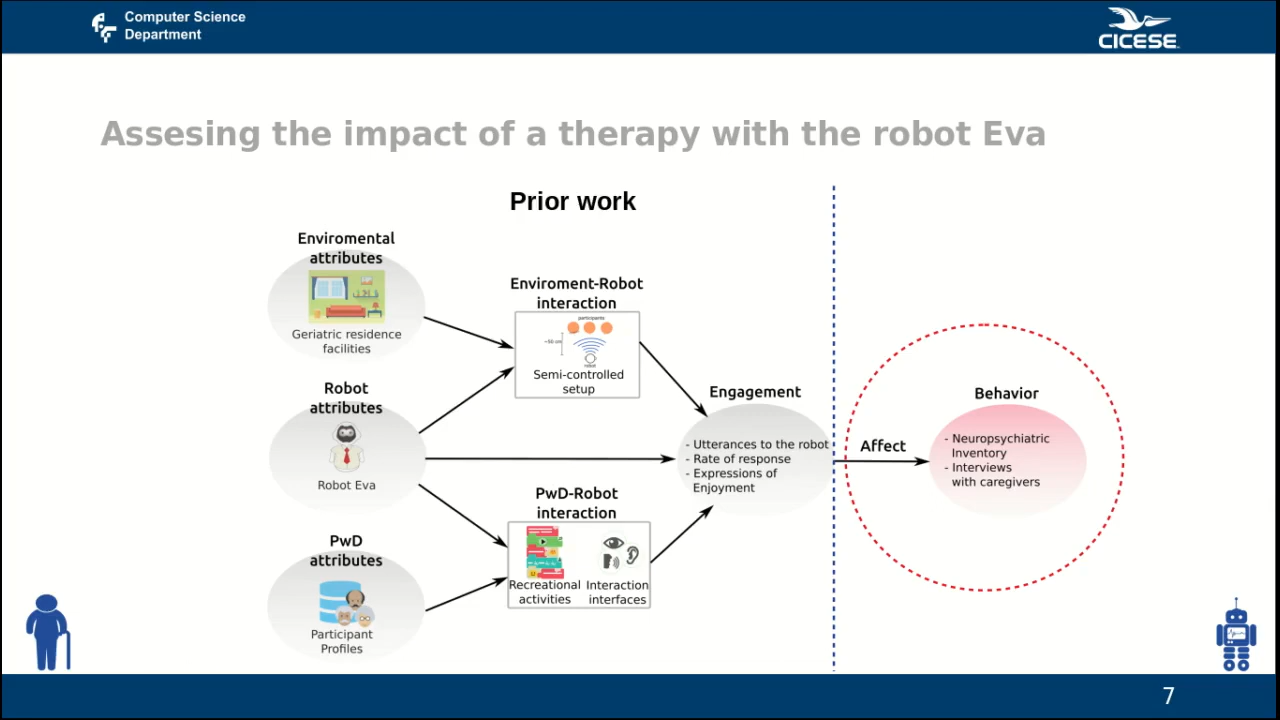 Computer Science
Department
CICESE
Assesing the impact of a therapy with the robot Eva
Prior work
Enviromental
attributes
Geriatric residence
facilities
Enviroment-Robot
interaction
participants
~50 cm
robot
Semi-controlled
setup
Robot
attributes
Robot Eva
Engagement
- Utterances to the robot
- Rate of response
- Expressions of
Enjoyment
Affect
Behavior
- Neuropsychiatric
Inventory
- Interviews
with caregivers
PwD-Robot
interaction
Recreational
activities
Interaction
interfaces
PwD
attributes
Participant
Profiles
7